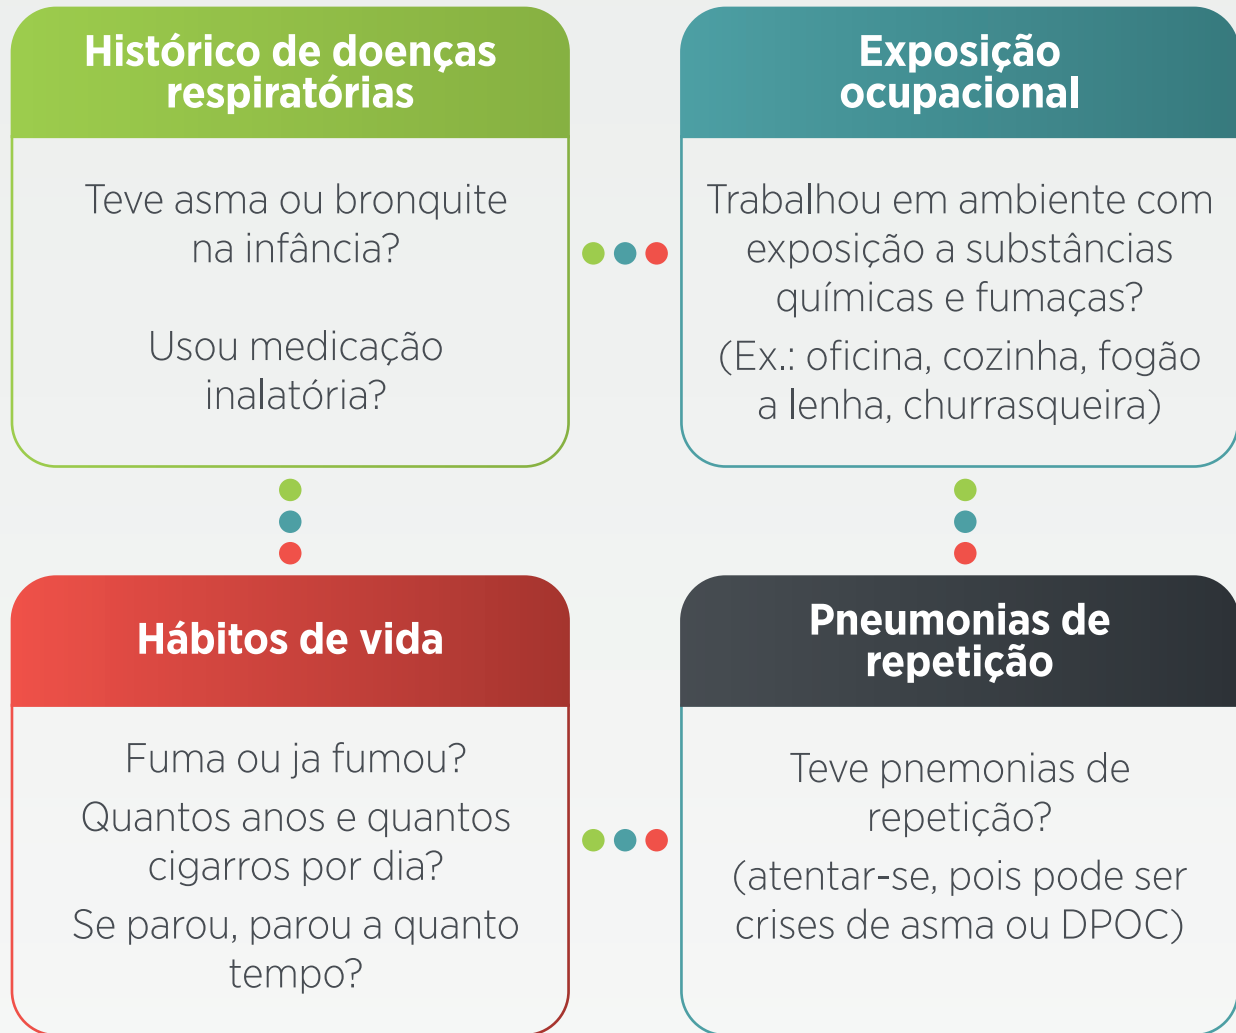 Histórico de doenças
respiratórias
Teve asma ou bronquite
na infância?
Usou medicação
inalatória?
Exposição
ocupacional
Trabalhou em ambiente com
exposição a substâncias
químicas e fumaças?
(Ex.: oficina, cozinha, fogão
a lenha, churrasqueira)
Hábitos de vida
Fuma ou ja fumou?
Quantos anos e quantos
cigarros por dia?
Se parou, parou a quanto
tempo?
Pneumonias de
repetição
Teve pnemonias de
repetição?
(atentar-se, pois pode ser
crises de asma ou DPOC)